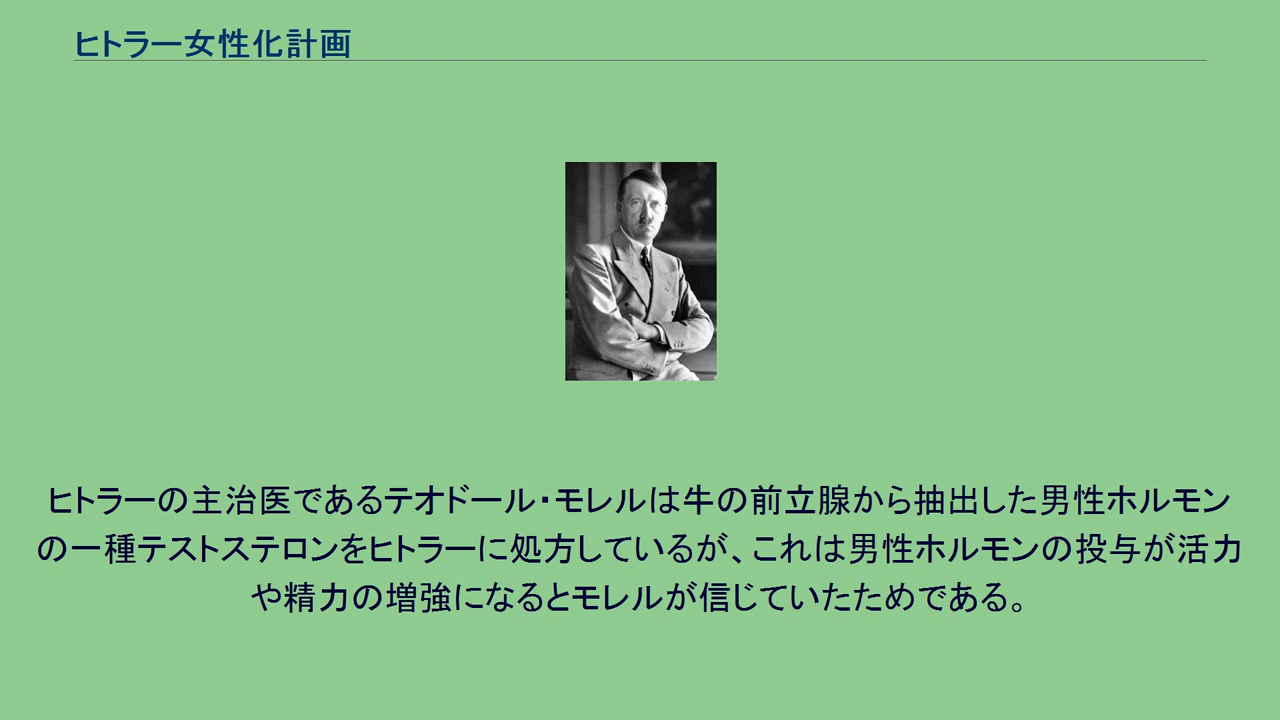 ヒトラー女性化計画
ヒトラーの主治医であるテオドール・モレルは牛の前立腺から抽出した男性ホルモン
の一種テストステロンをヒトラーに処方しているが、これは男性ホルモンの投与が活力
や精力の増強になるとモレルが信じていたためである。